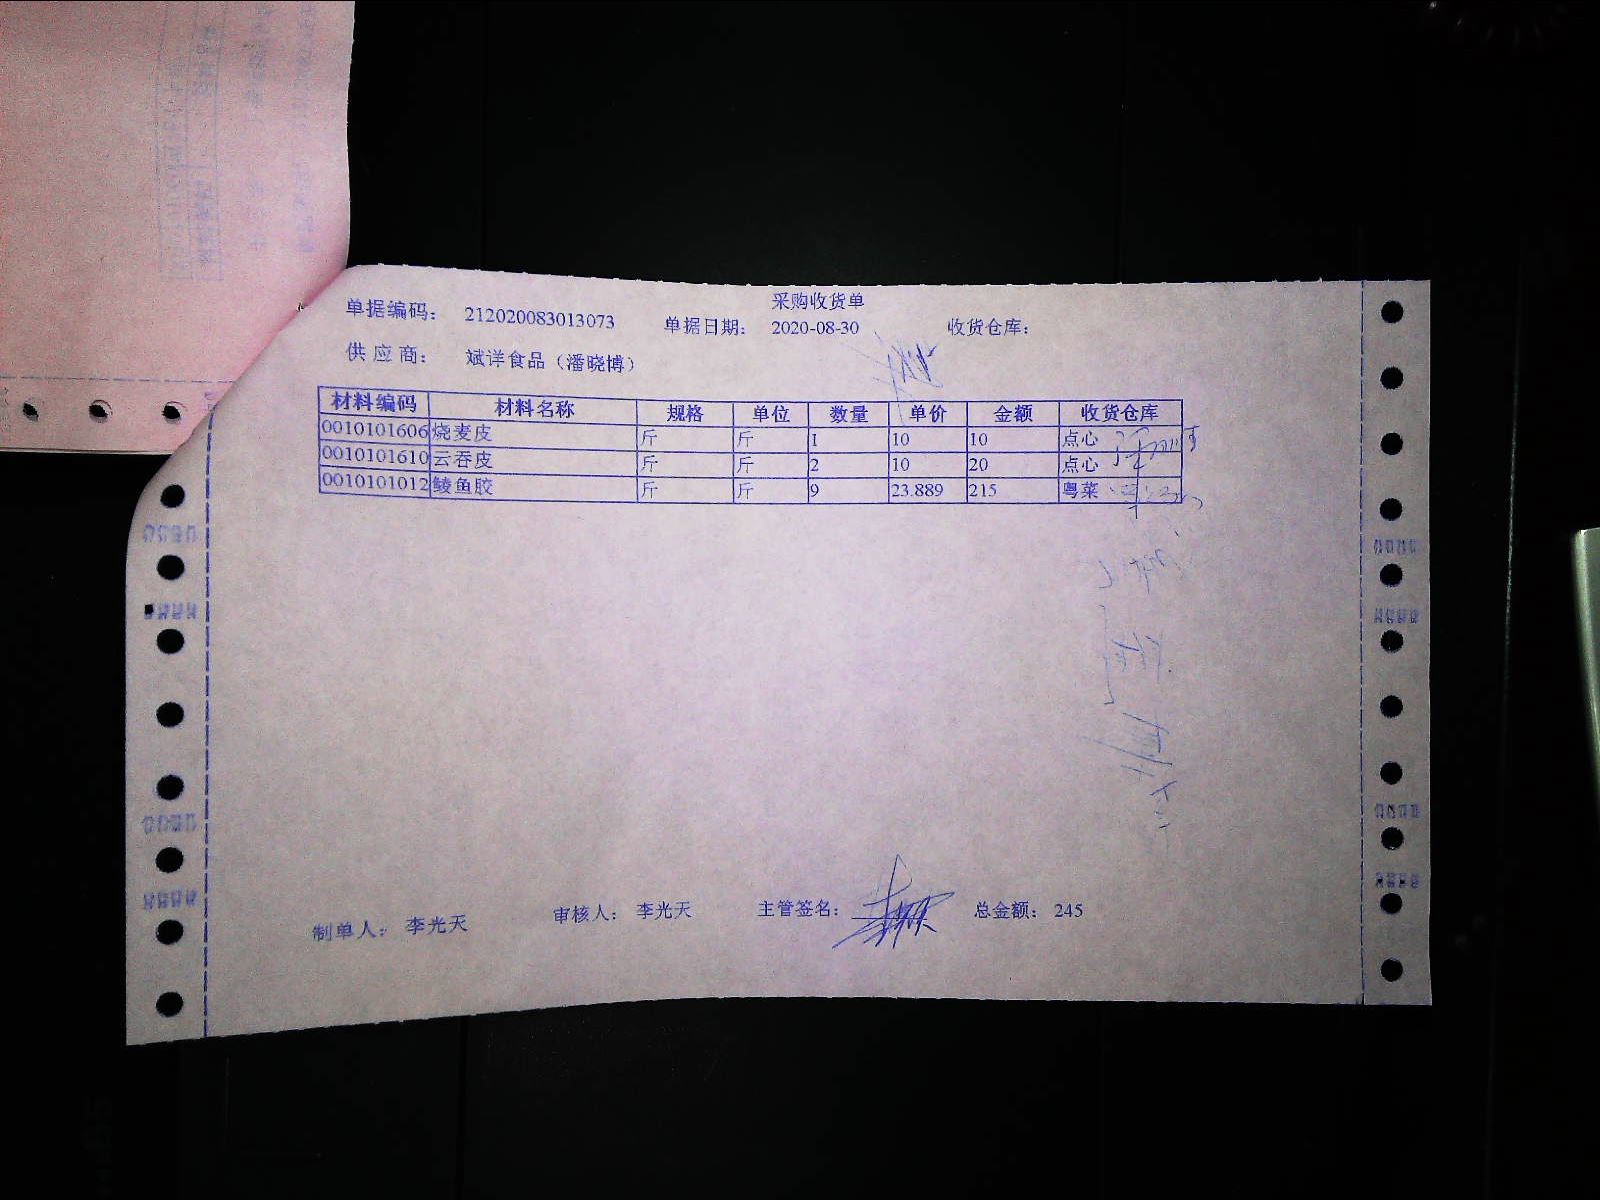 采购收货单
单据编码： 212020083013073 单据日期： 2020-08-30 收货仓库：
供 应 商： 斌洋食品（潘晓博）
材料编码 材料名称 规格 单位 数量 单价 金额 收货仓库
0010101606 烧麦皮 斤 斤 1 10 10 点心
0010101610 云吞皮 斤 斤 2 10 20 点心
0010101012 鲮鱼胶 斤 斤 9 23.889 215 粤菜
制单人： 李光天 审核人： 李光天 主管签名： 总金额： 245